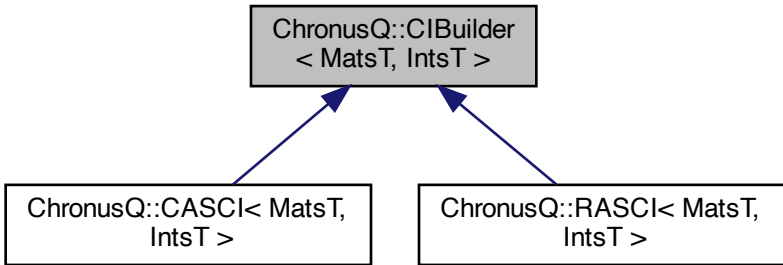 ChronusQ::CIBuilder
< MatsT, IntsT >
ChronusQ::CASCI< MatsT,
IntsT >
ChronusQ::RASCI< MatsT,
IntsT >